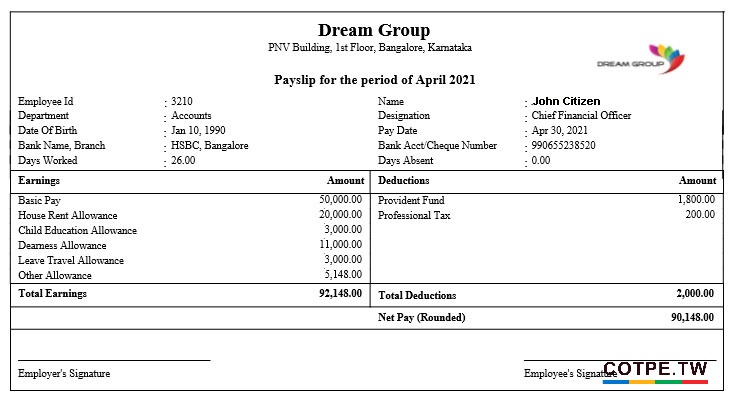 Dream Group
PNV Building, 1st Floor, Bangalore, Karnataka
DREAM GROUP
Payslip for the period of April 2021
Employee Id : 3210 Name : John Citizen
Department : Accounts Designation : Chief Financial Officer
Date Of Birth : Jan 10, 1990 Pay Date : Apr 30, 2021
Bank Name, Branch : HSBC, Bangalore Bank Acct/Cheque Number : 990655238520
Days Worked : 26.00 Days Absent : 0.00
Earnings Amount Deductions Amount
Basic Pay 50,000.00 Provident Fund 1,800.00
House Rent Allowance 20,000.00 Professional Tax 200.00
Child Education Allowance 3,000.00
Dearness Allowance 11,000.00
Leave Travel Allowance 3,000.00
Other Allowance 5,148.00
Total Earnings 92,148.00 Total Deductions 2,000.00
Net Pay (Rounded) 90,148.00
Employer's Signature Employee's Signature
COTPE.TW